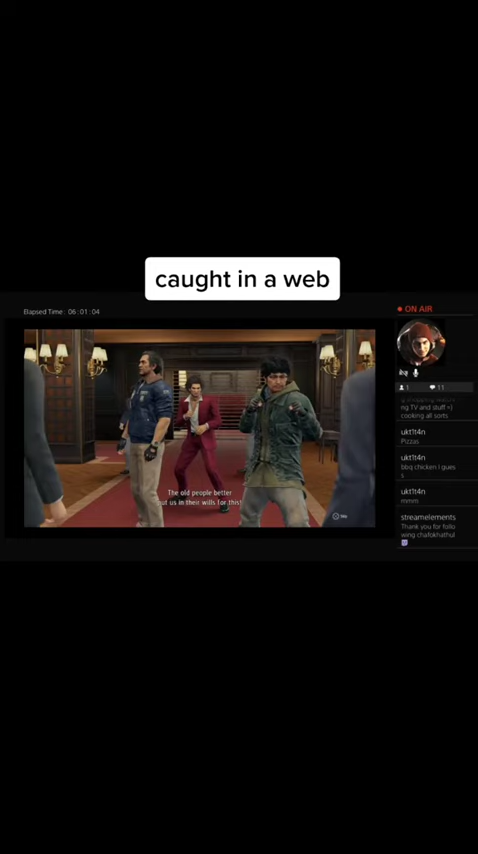 caught in a web
Elapsed Time : 06:01:04
ON AIR
1
11
ng TV and stuff =)
cooking all sorts
ukt1t4n
Pizzas
ukt1t4n
bbq chicken I gues
s
ukt1t4n
mmm
streamelements
Thank you for follo
wing chafokhathul
The old people better
put us in their wills for this!